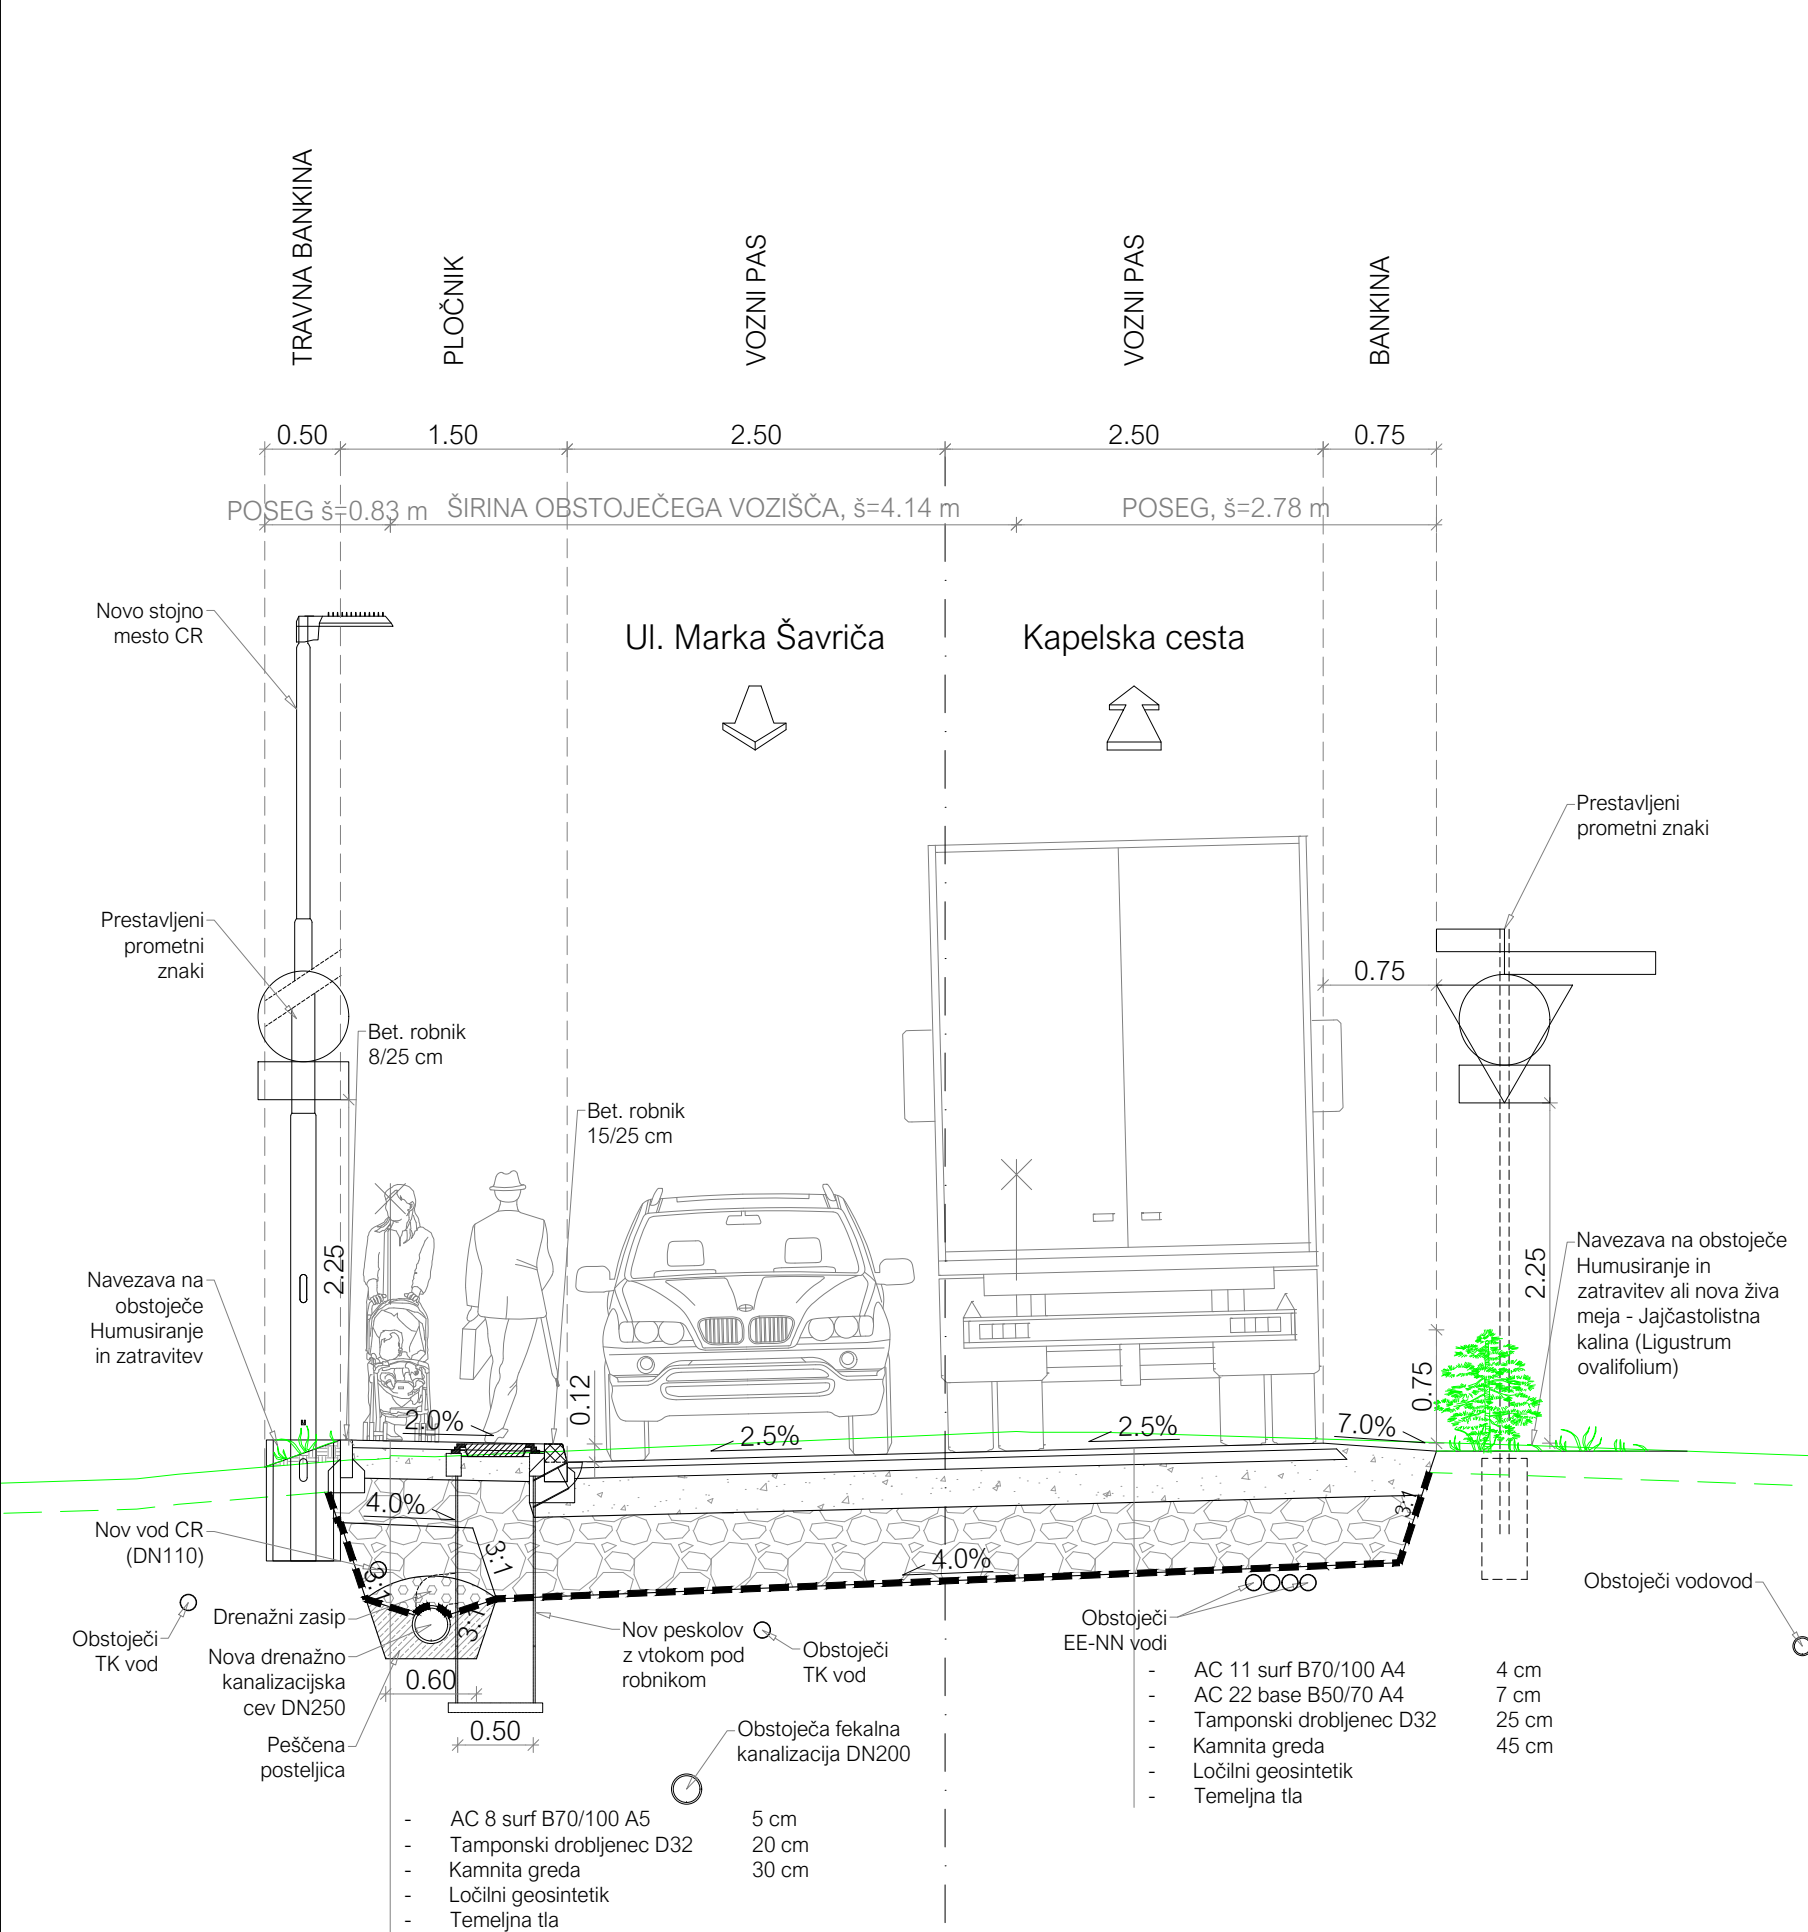 TRAVNA BANKINA
PLOČNIK
VOZNI PAS
VOZNI PAS
BANKINA
0.50
1.50
2.50
2.50
0.75
POSEG š=0.83 m
ŠIRINA OBSTOJEČEGA VOZIŠČA, š=4.14 m
POSEG, š=2.78 m
Novo stojno
mesto CR
Ul. Marka Šavriča
Kapelska cesta
Prestavljeni
prometni znaki
Prestavljeni
prometni
znaki
0.75
Bet. robnik
8/25 cm
Bet. robnik
15/25 cm
2.25
2.25
Navezava na
obstoječe
Humusiranje
in zatravitev
Navezava na obstoječe
Humusiranje in
zatravitev ali nova živa
meja - Jajčastolistna
kalina (Ligustrum
ovalifolium)
0.12
0.75
2.0%
2.5%
2.5%
7.0%
4.0%
4.0%
3:1
3:1
3:1
3:1
Nov vod CR
(DN110)
Drenažni zasip
Obstoječi
TK vod
Nova drenažno
kanalizacijska
cev DN250
Peščena
posteljica
0.60
0.50
Nov peskolov
z vtokom pod
robnikom
Obstoječi
TK vod
Obstoječi
EE-NN vodi
Obstoječi vodovod
Obstoječa fekalna
kanalizacija DN200
- AC 11 surf B70/100 A4 4 cm
- AC 22 base B50/70 A4 7 cm
- Tamponski drobljenec D32 25 cm
- Kamnita greda 45 cm
- Ločilni geosintetik
- Temeljna tla
- AC 8 surf B70/100 A5 5 cm
- Tamponski drobljenec D32 20 cm
- Kamnita greda 30 cm
- Ločilni geosintetik
- Temeljna tla